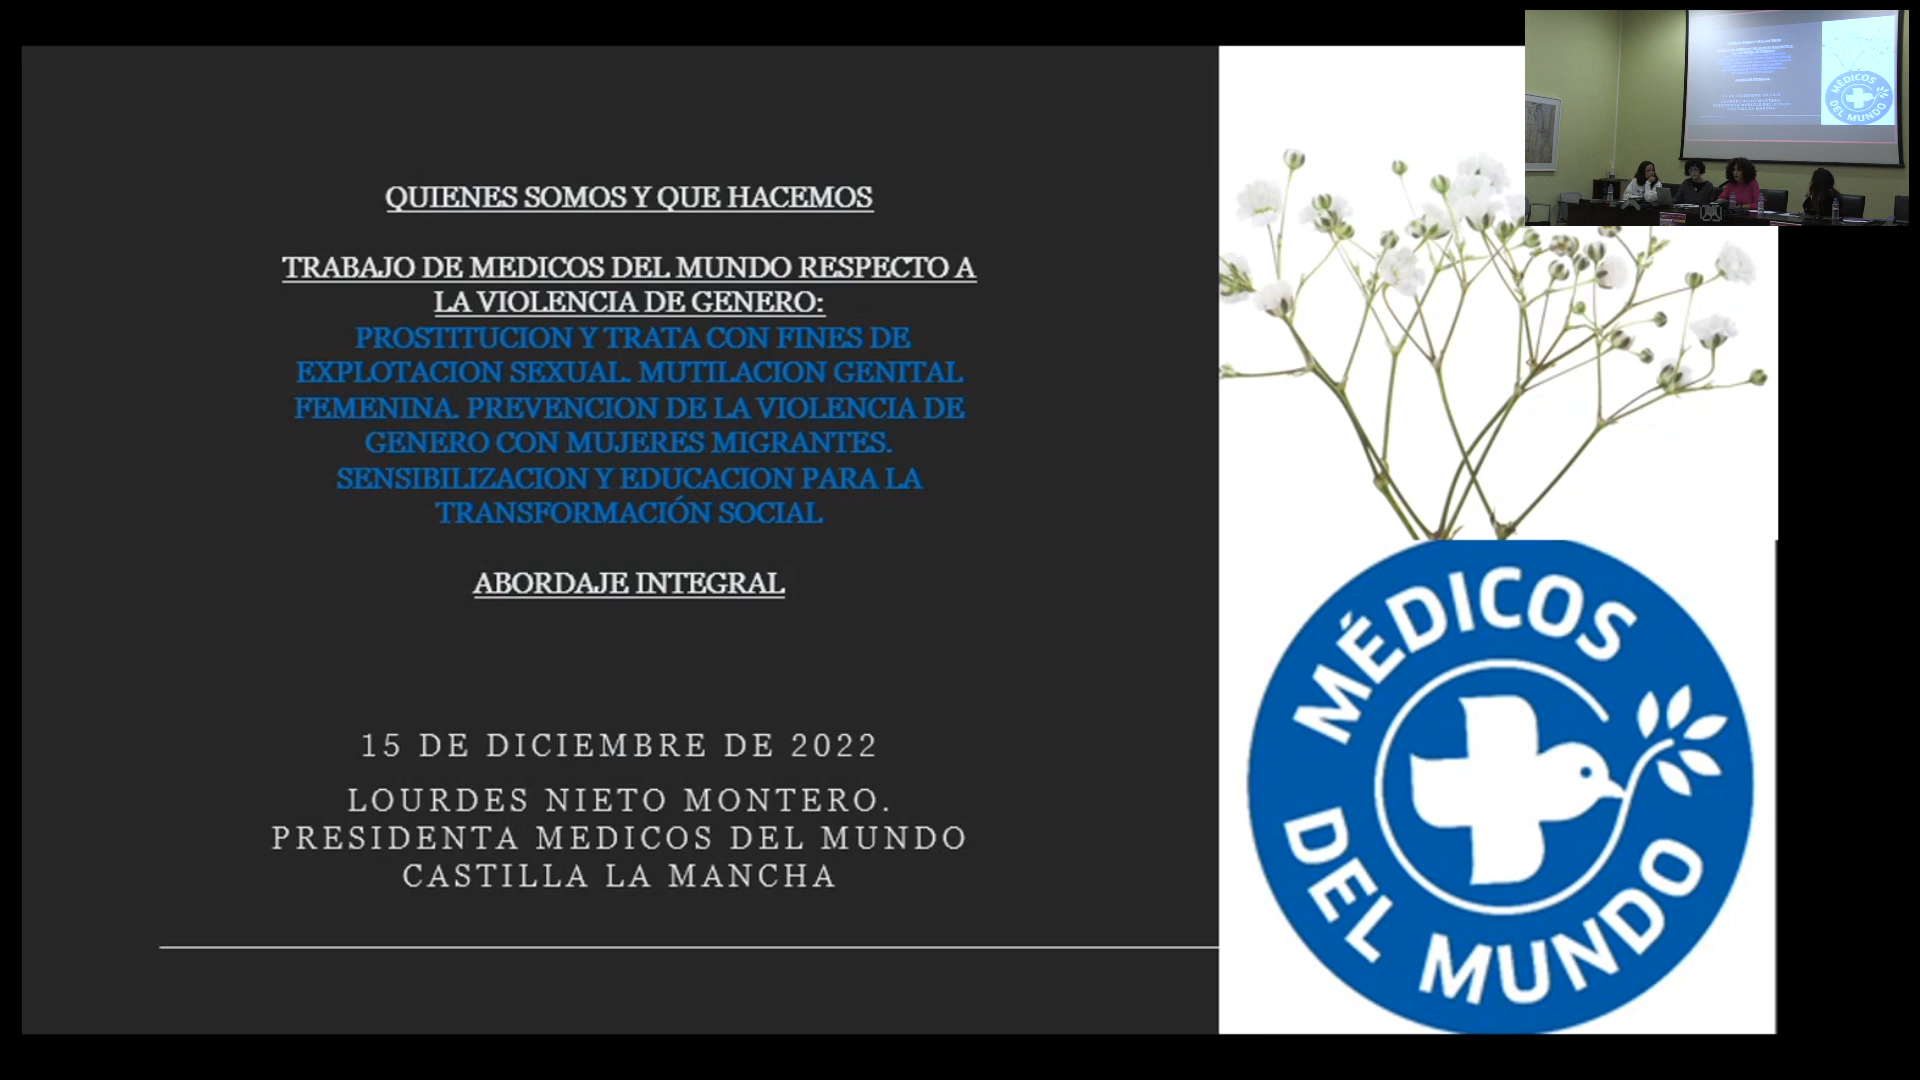 QUIENES SOMOS Y QUE HACEMOS
TRABAJO DE MEDICOS DEL MUNDO RESPECTO A
LA VIOLENCIA DE GENERO:
PROSTITUCION Y TRATA CON FINES DE
EXPLOTACION SEXUAL. MUTILACION GENITAL
FEMENINA. PREVENCION DE LA VIOLENCIA DE
GENERO CON MUJERES MIGRANTES.
SENSIBILIZACION Y EDUCACION PARA LA
TRANSFORMACIÓN SOCIAL
ABORDAJE INTEGRAL
15 DE DICIEMBRE DE 2022
LOURDES NIETO MONTERO.
PRESIDENTA MEDICOS DEL MUNDO
CASTILLA LA MANCHA
MÉDICOS
DEL MUNDO
MÉDICOS
DEL MUNDO